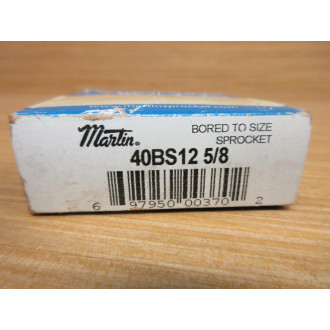 Martin®
BORED TO SIZE
SPROCKET
40BS12 5/8
6 97950 00370 2